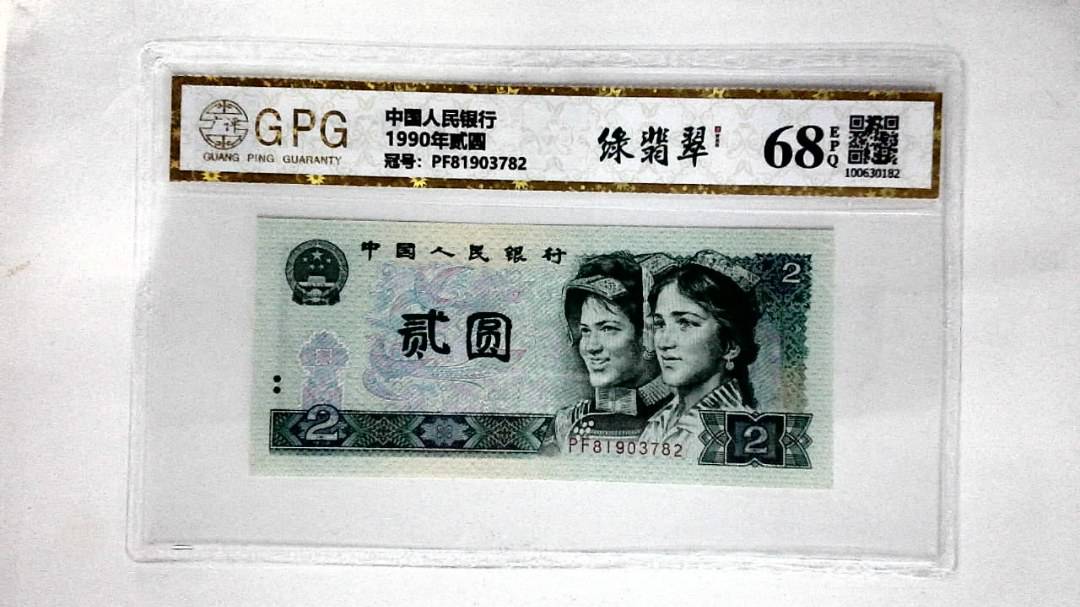 GPG
GUANG PING GUARANTY
中国人民银行
1990年贰圆
冠号：PF81903782
绿翡翠
68
EPQ
100630182
中国人民银行
2
贰圆
2
PF81903782
2